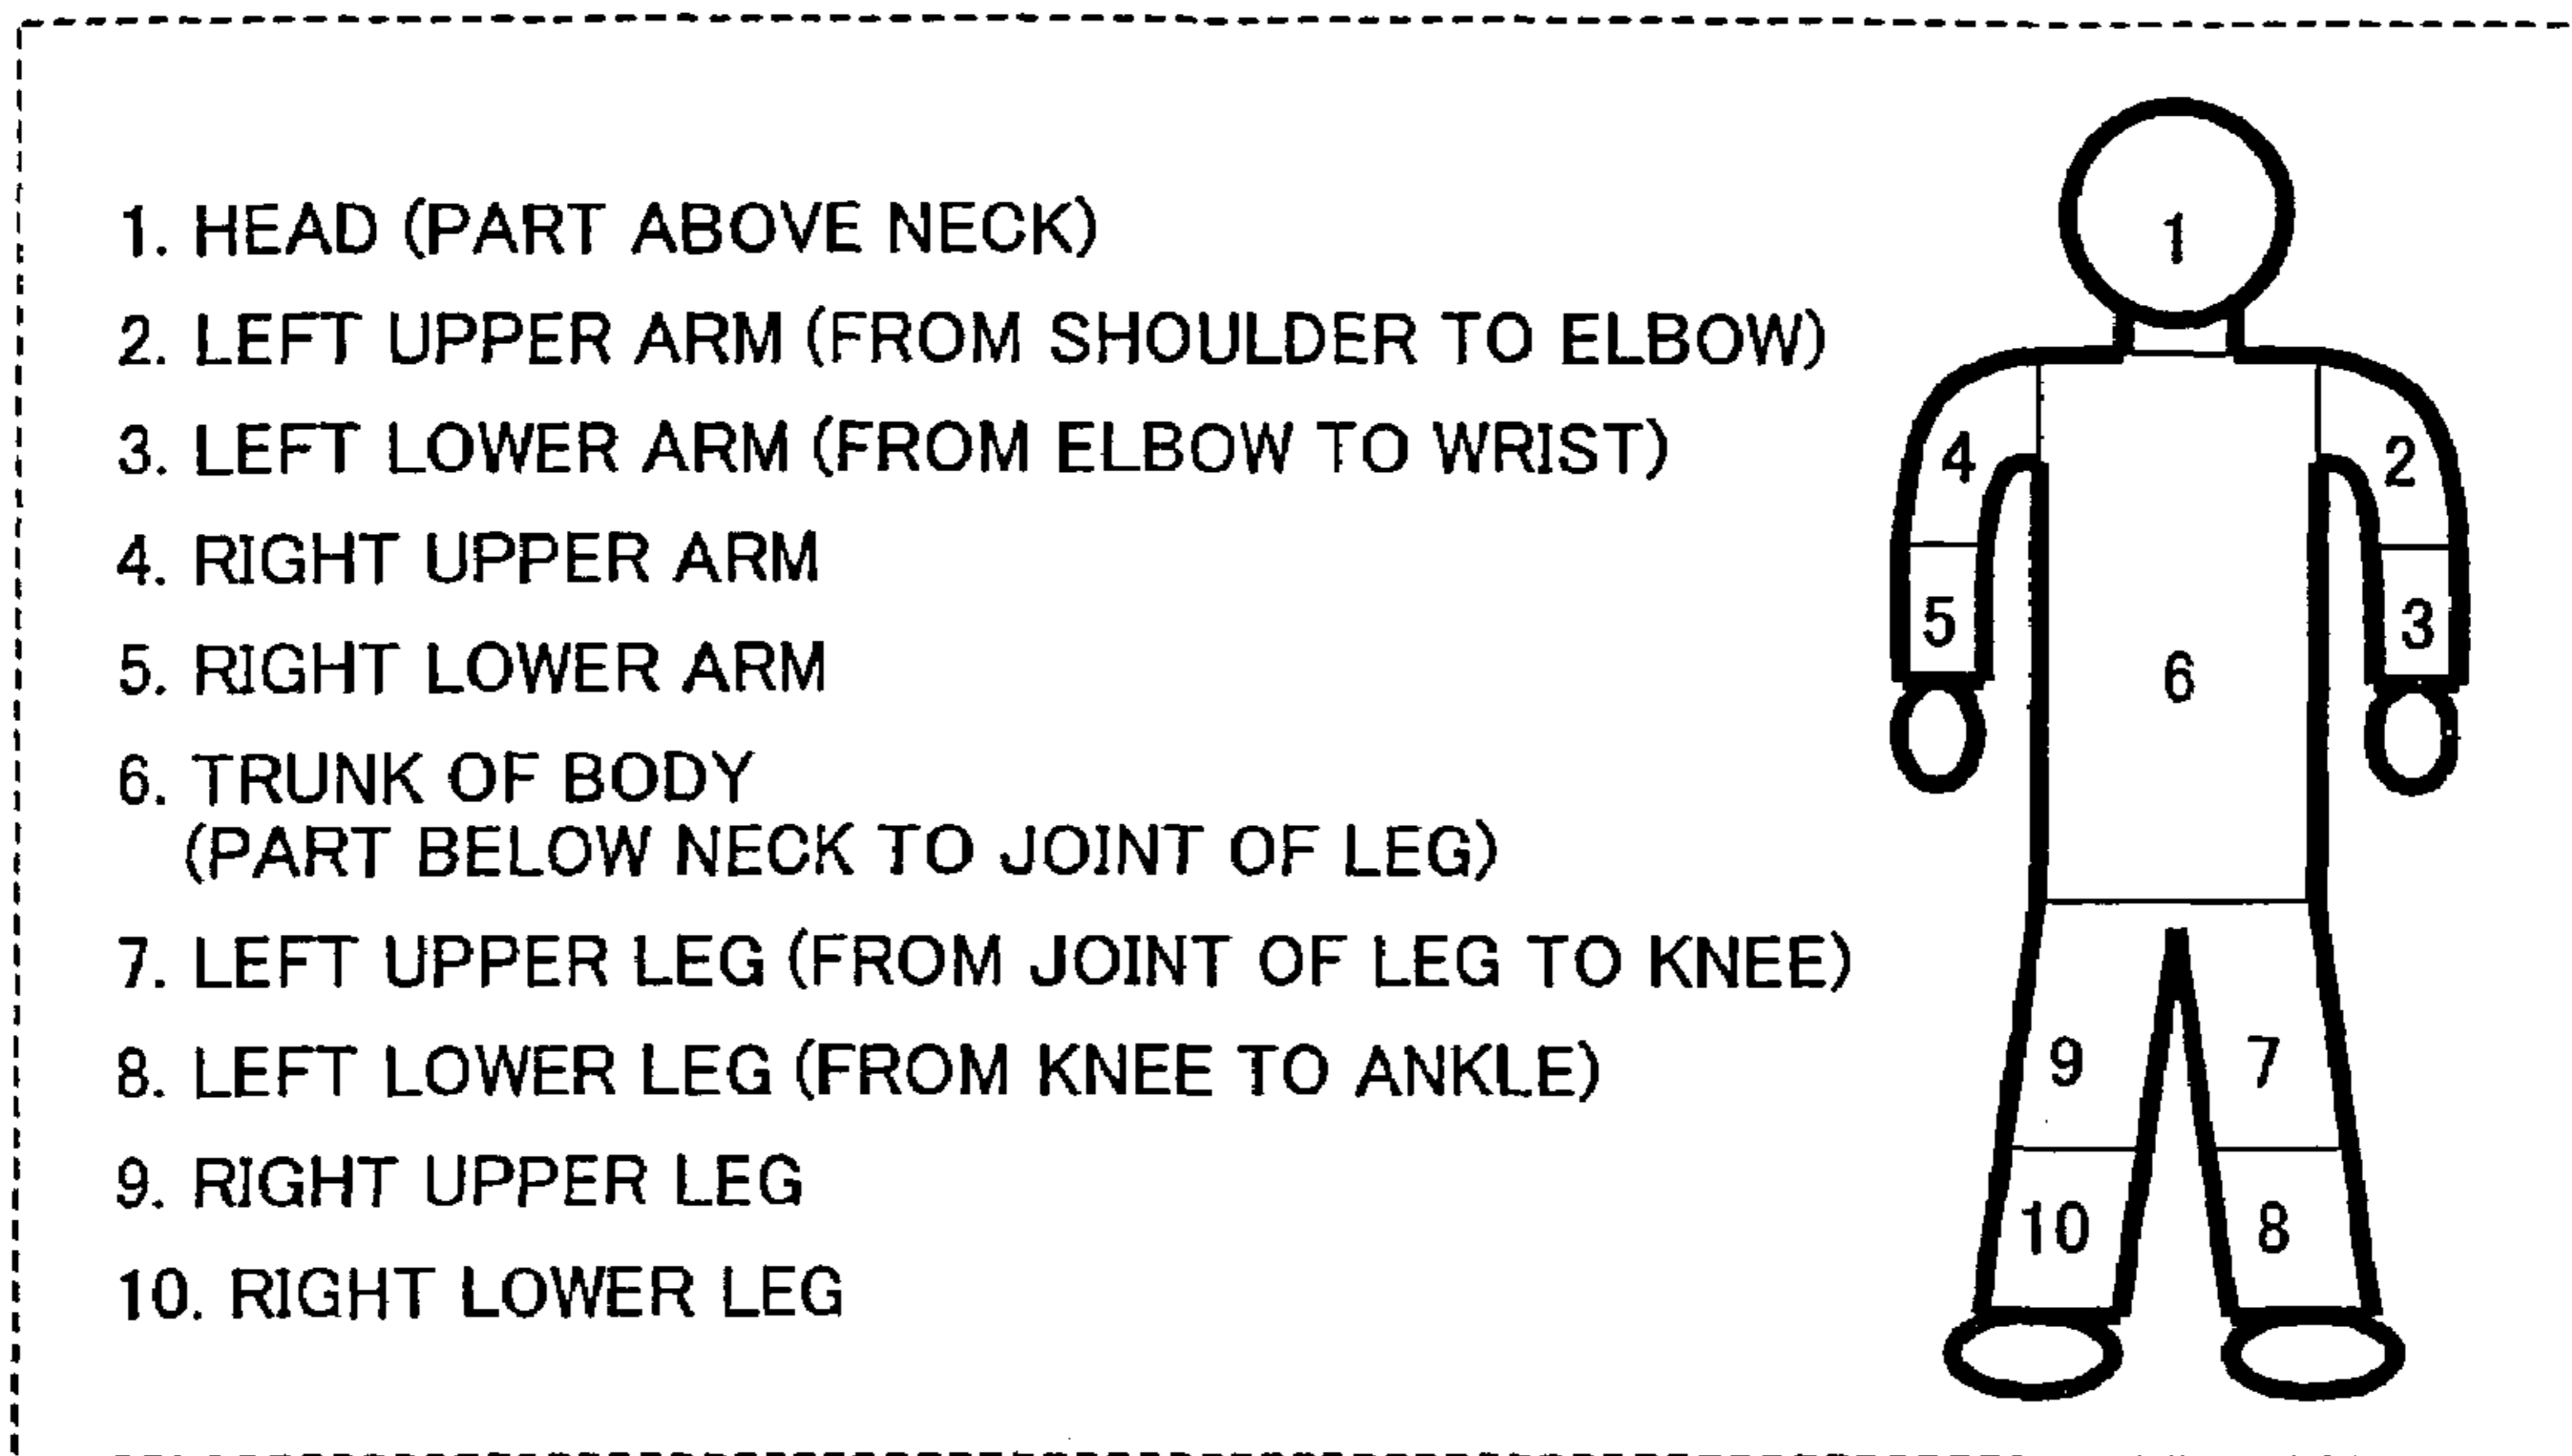 1. HEAD (PART ABOVE NECK)
2. LEFT UPPER ARM (FROM SHOULDER TO ELBOW)
3. LEFT LOWER ARM (FROM ELBOW TO WRIST)
4. RIGHT UPPER ARM
5. RIGHT LOWER ARM
6. TRUNK OF BODY
(PART BELOW NECK TO JOINT OF LEG)
7. LEFT UPPER LEG (FROM JOINT OF LEG TO KNEE)
8. LEFT LOWER LEG (FROM KNEE TO ANKLE)
9. RIGHT UPPER LEG
10. RIGHT LOWER LEG
1
4
2
5
3
6
9
7
10
8